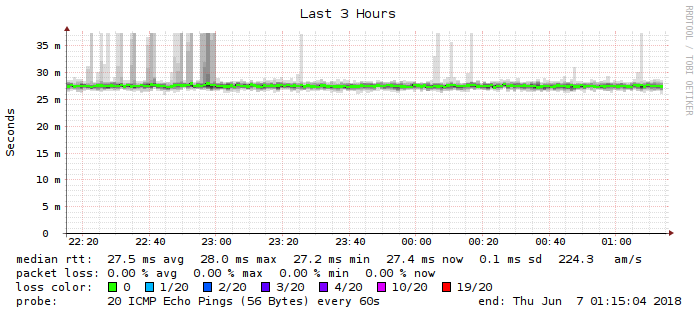 Last 3 Hours
RRDTOOL / TOBI OETIKER
Seconds
35 m
30 m
25 m
20 m
15 m
10 m
5 m
0
22:20 22:40 23:00 23:20 23:40 00:00 00:20 00:40 01:00
median rtt: 27.5 ms avg 28.0 ms max 27.2 ms min 27.4 ms now 0.1 ms sd 224.3 am/s
packet loss: 0.00 % avg 0.00 % max 0.00 % min 0.00 % now
loss color: 0 1/20 2/20 3/20 4/20 10/20 19/20
probe: 20 ICMP Echo Pings (56 Bytes) every 60s end: Thu Jun 7 01:15:04 2018